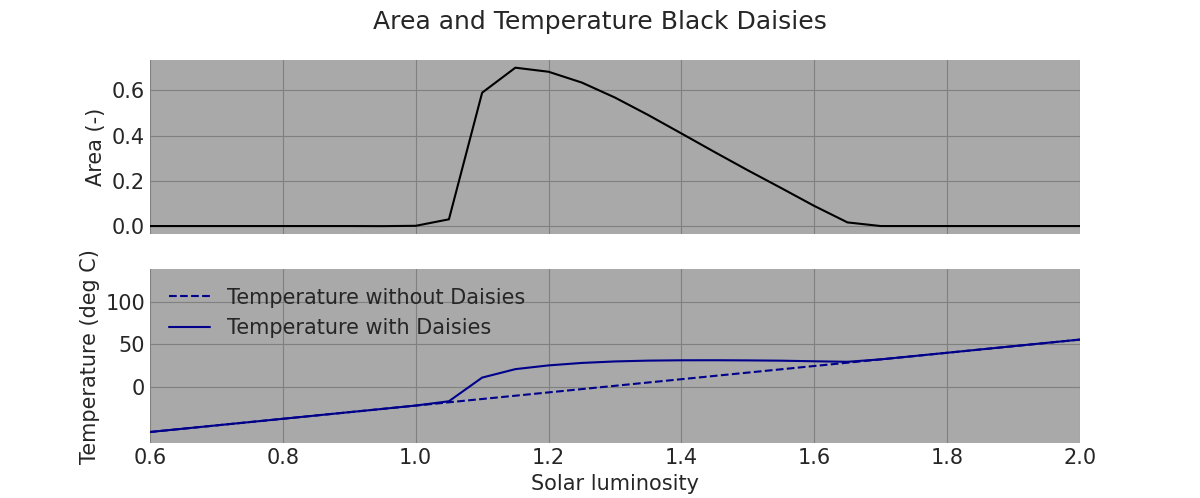 Area and Temperature Black Daisies
Area (-)
0.6
0.4
0.2
0.0
Temperature (deg C)
100
50
0
Temperature without Daisies
Temperature with Daisies
0.6 0.8 1.0 1.2 1.4 1.6 1.8 2.0
Solar luminosity